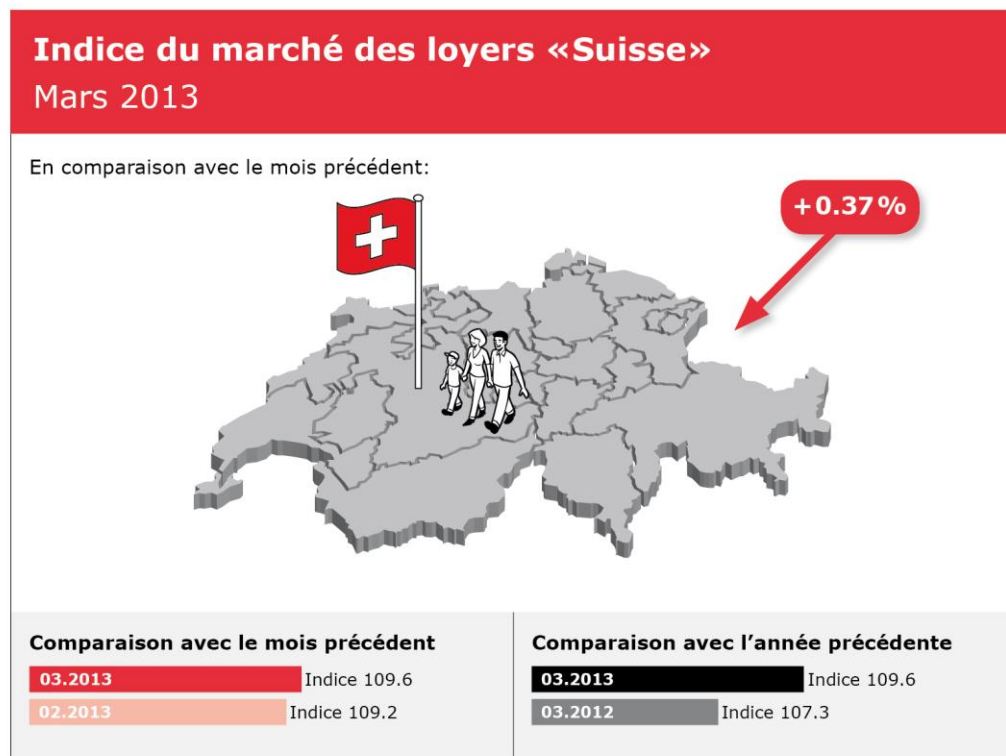 Indice du marché des loyers «Suisse»
Mars 2013
En comparaison avec le mois précédent:
+0.37%
Comparaison avec le mois précédent
03.2013 Indice 109.6
02.2013 Indice 109.2
Comparaison avec l'année précédente
03.2013 Indice 109.6
03.2012 Indice 107.3